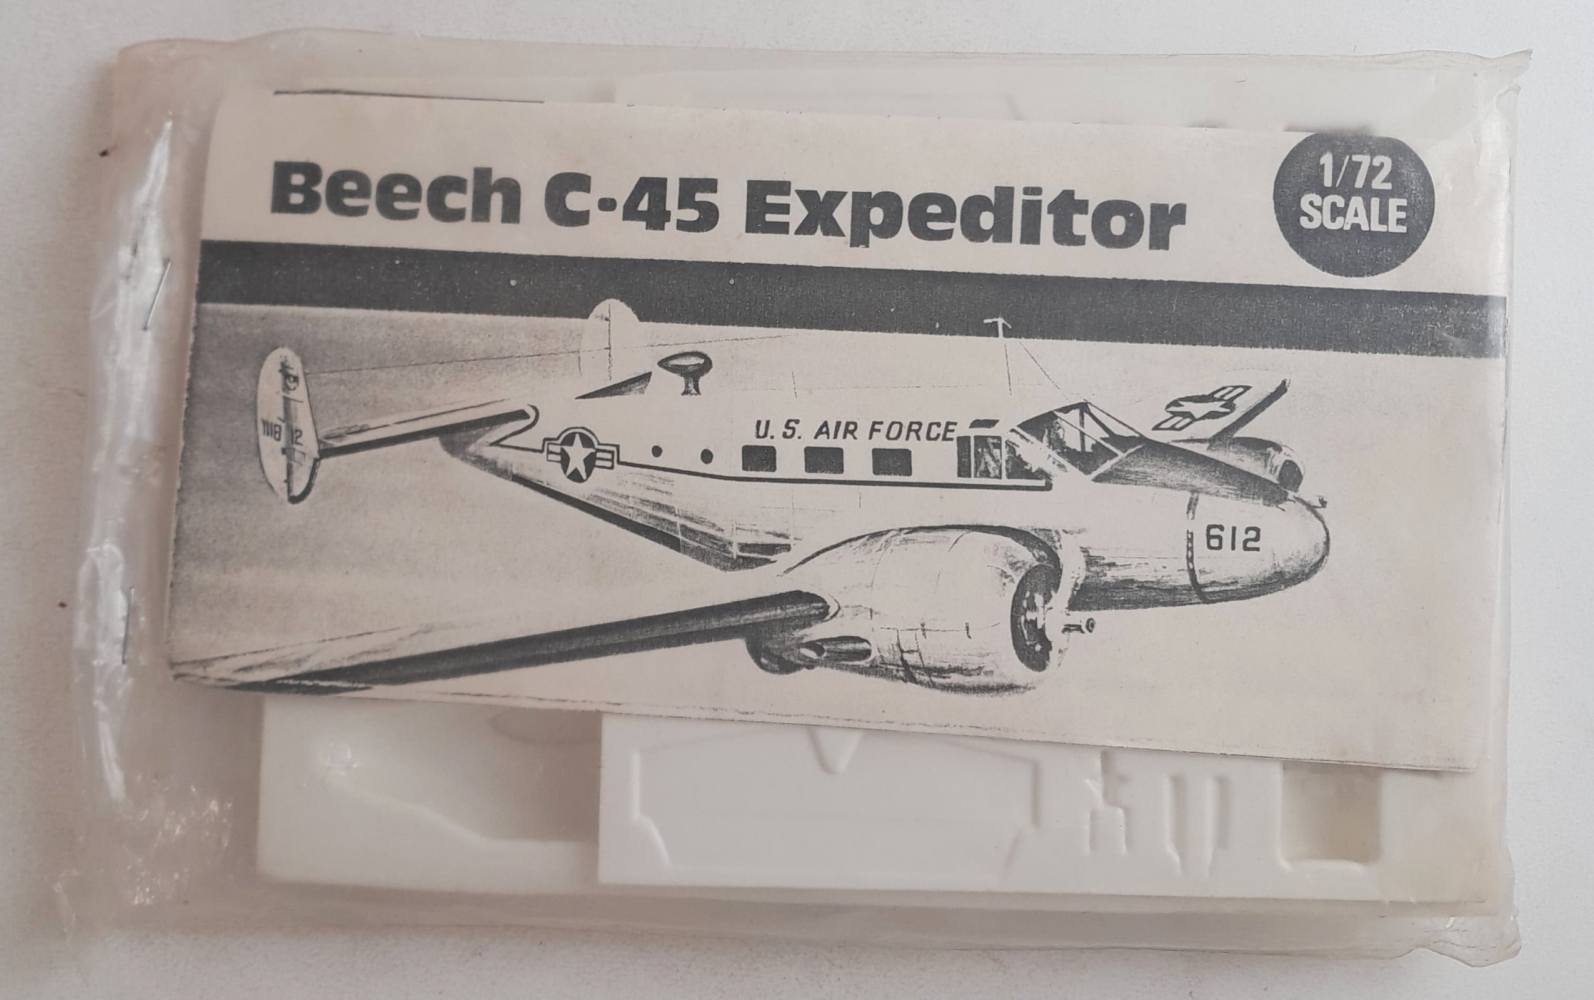 Beech C-45 Expeditor
1/72
SCALE
U. S. AIR FORCE
612